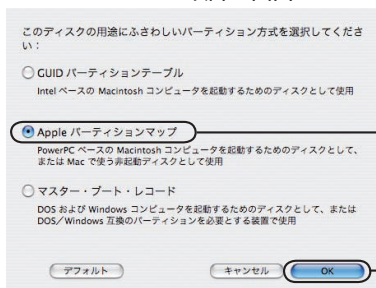 このディスクの用途にふさわしいパーティション方式を選択してくださ
い：
GUID パーティションテーブル
Intel ベースの Macintosh コンピュータを起動するためのディスクとして使用
Apple パーティションマップ
PowerPC ベースの Macintosh コンピュータを起動するためのディスクとして、
または Mac で使う非起動ディスクとして使用
マスター・ブート・レコード
DOS および Windows コンピュータを起動するためのディスクとして、または
DOS／Windows 互換のパーティションを必要とする装置で使用
デフォルト キャンセル OK